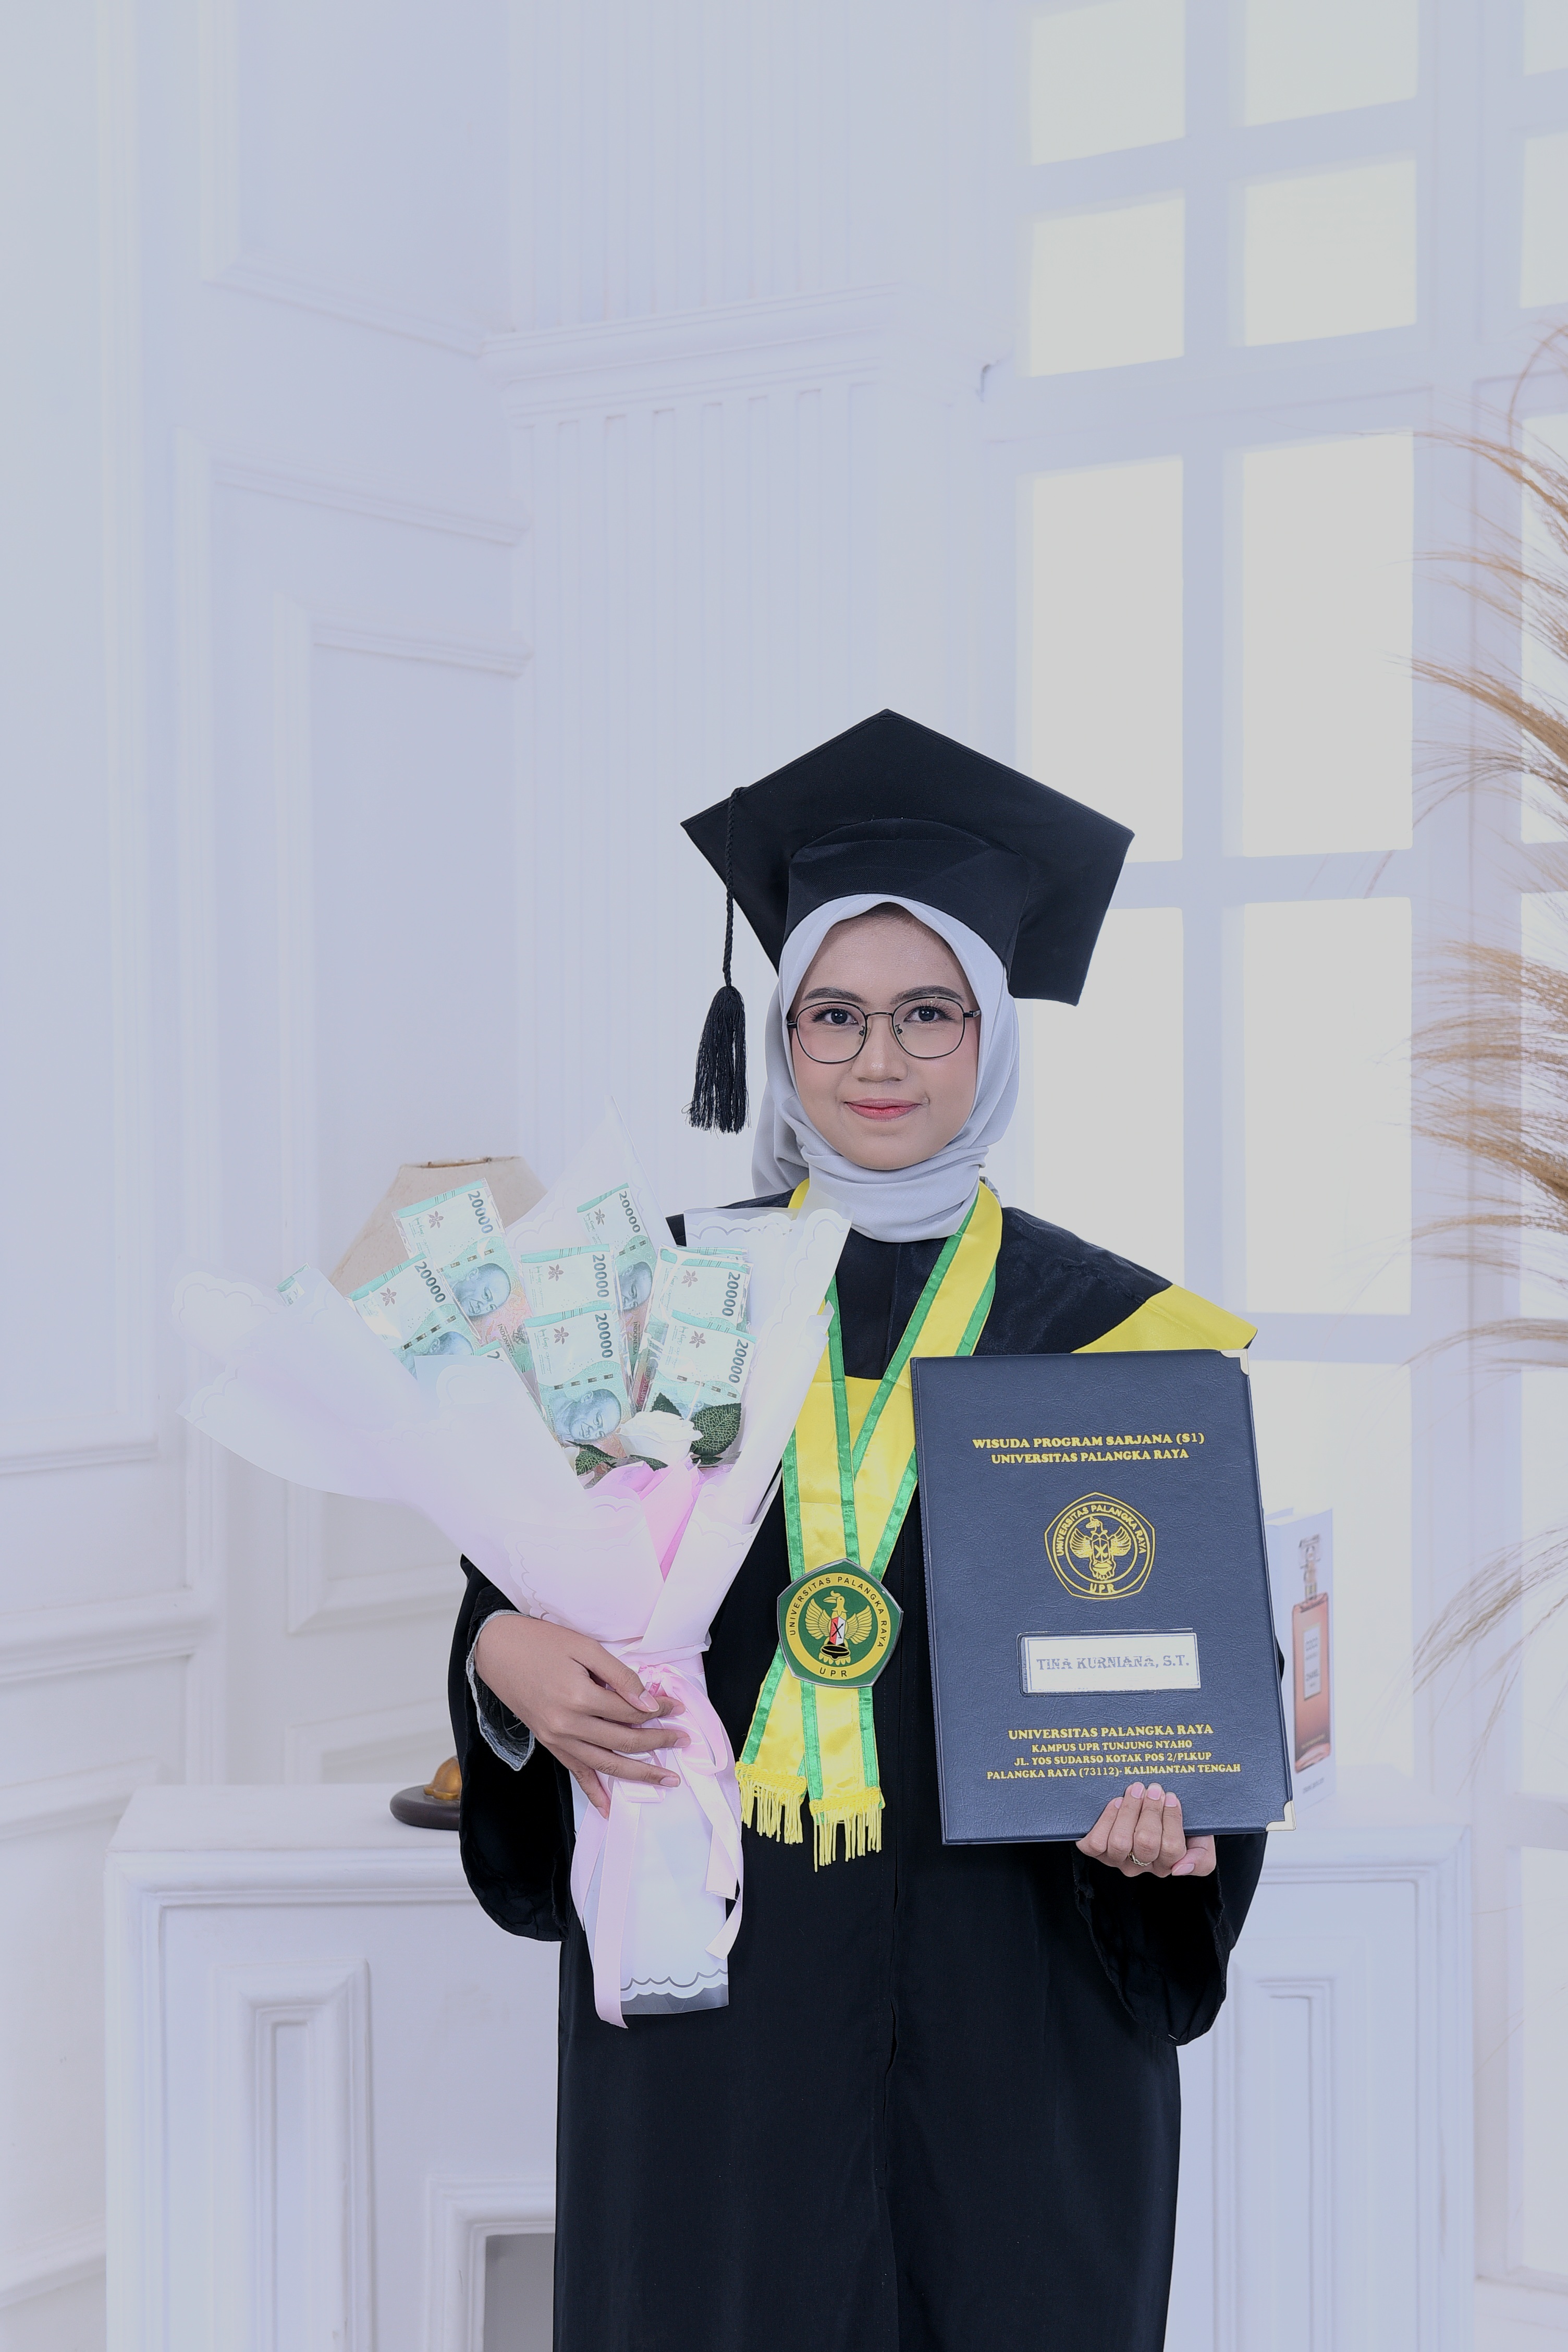 20000
20000
20000
20000
20000
20000
20000
WISUDA PROGRAM SARJANA (S1)
UNIVERSITAS PALANGKA RAYA
UNIVERSITAS PALANGKA RAYA
UPR
TINA KURNIANA, S.T.
UNIVERSITAS PALANGKA RAYA
KAMPUS UPR TUNJUNG NYAHO
JL. YOS SUDARSO KOTAK POS 2/PLKUP
PALANGKA RAYA (73112)- KALIMANTAN TENGAH
UNIVERSITAS PALANGKA RAYA
UPR